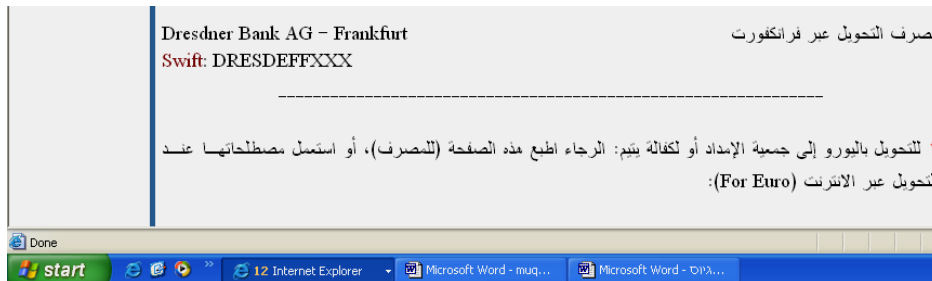 Dresdner Bank AG – Frankfurt
مصرف التحويل عبر فرانكفورت
Swift: DRESDEFFXXX
للتحويل باليورو إلى جمعية الإمداد أو لكفالة يتيم: الرجاء اطبع هذه الصفحة (للمصرف)، أو استعمل مصطلحاتهـا عنـد
التحويل عبر الانترنت (For Euro):
Done
start 12 Internet Explorer Microsoft Word - muq... Microsoft Word - גיוס...